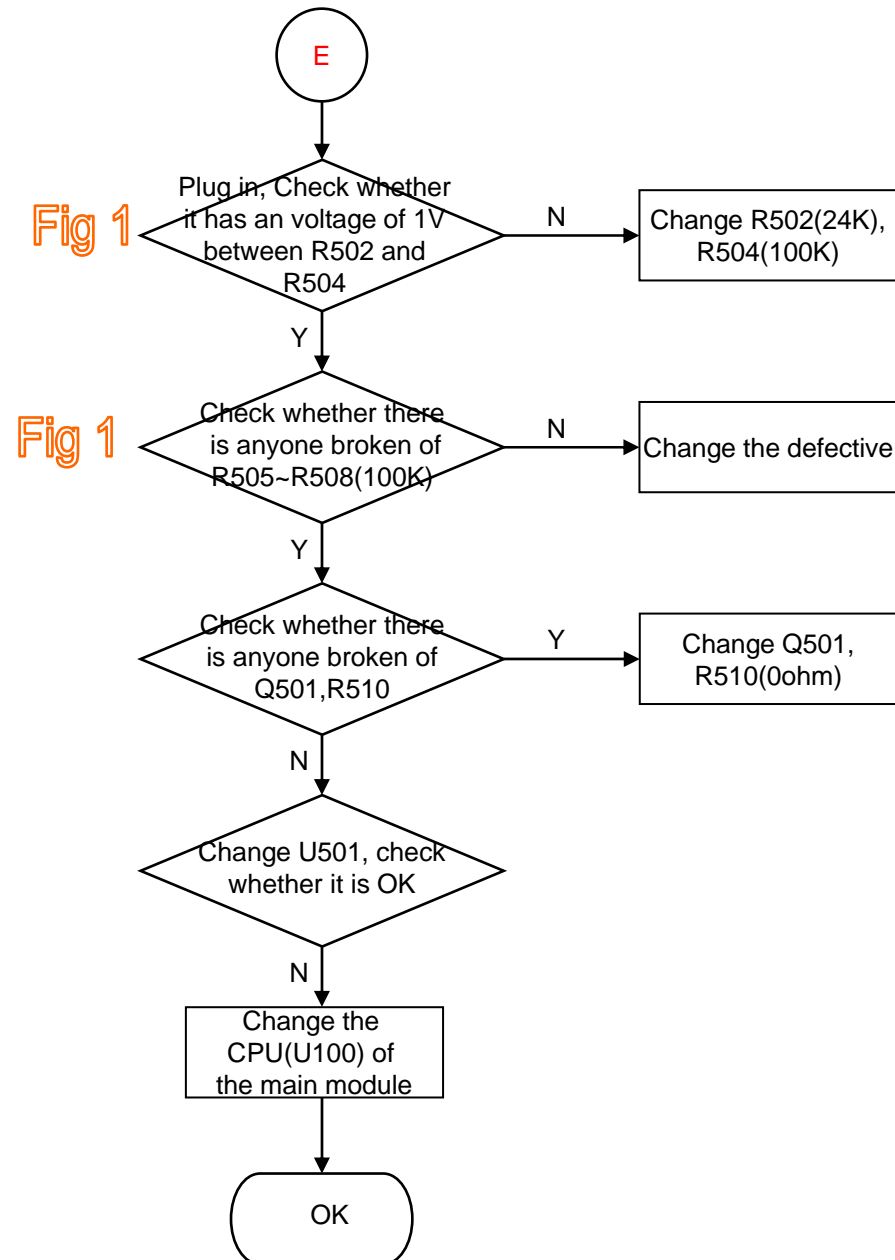 E
Fig 1
Plug in, Check whether
it has an voltage of 1V
between R502 and
R504
N
Change R502(24K),
R504(100K)
Y
Fig 1
Check whether there
is anyone broken of
R505~R508(100K)
N
Change the defective
Y
Check whether there
is anyone broken of
Q501,R510
Y
Change Q501,
R510(0ohm)
N
Change U501, check
whether it is OK
N
Change the
CPU(U100) of
the main module
OK